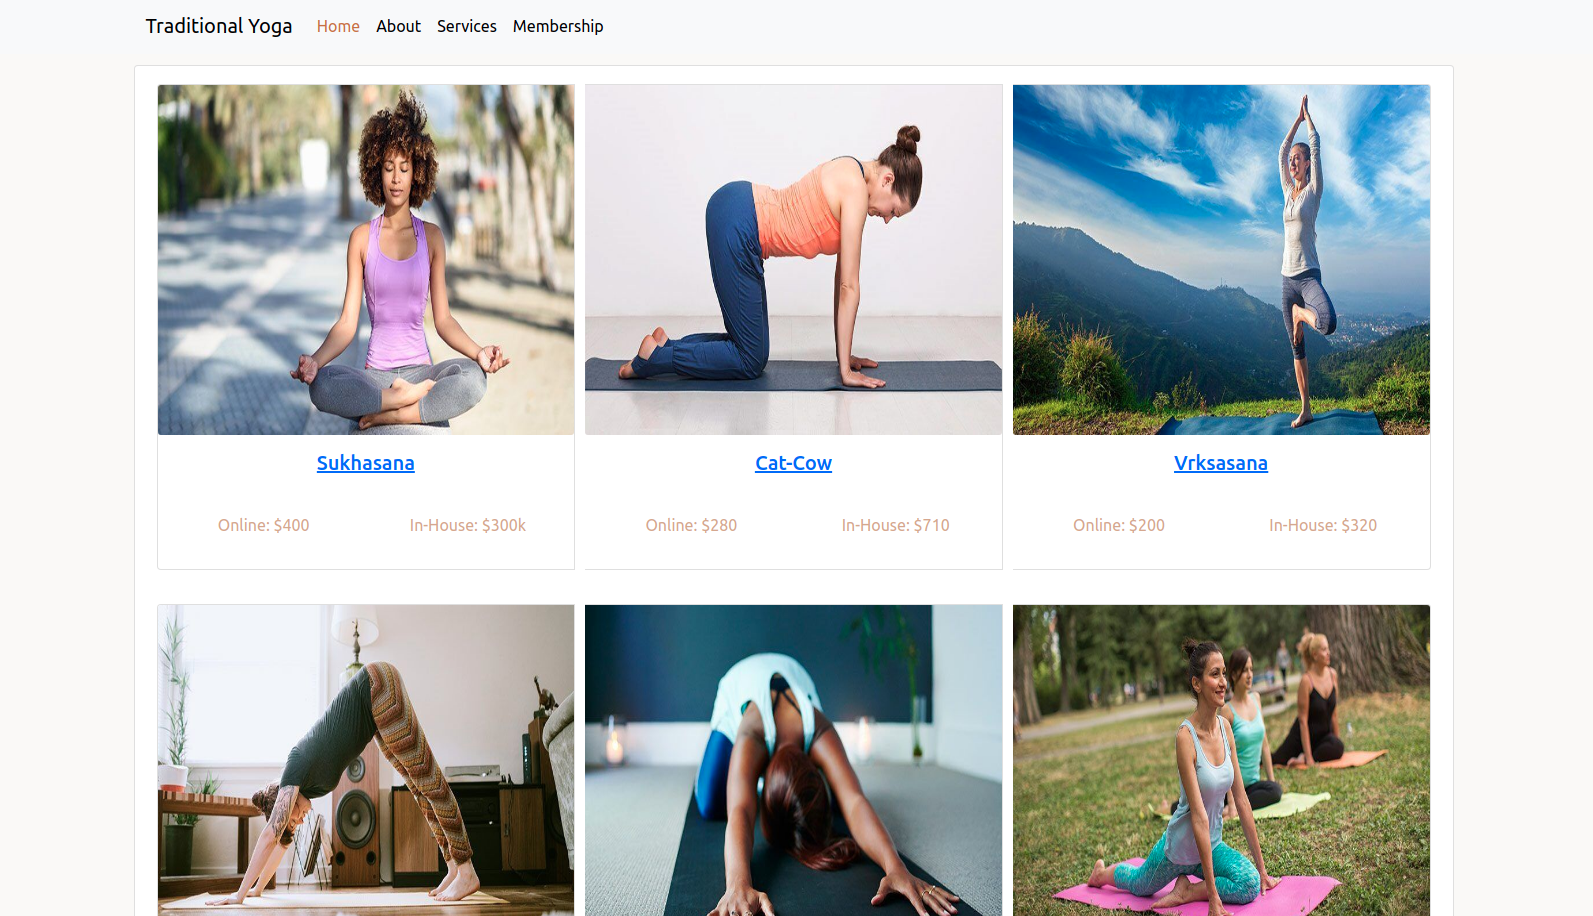 Traditional Yoga Home About Services Membership
Sukhasana Cat-Cow Vrksasana
Online: $400 In-House: $300k Online: $280 In-House: $710 Online: $200 In-House: $320